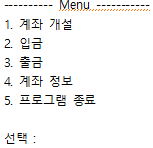 ---------- Menu -----------
1. 계좌 개설
2. 입금
3. 출금
4. 계좌 정보
5. 프로그램 종료
선택 :